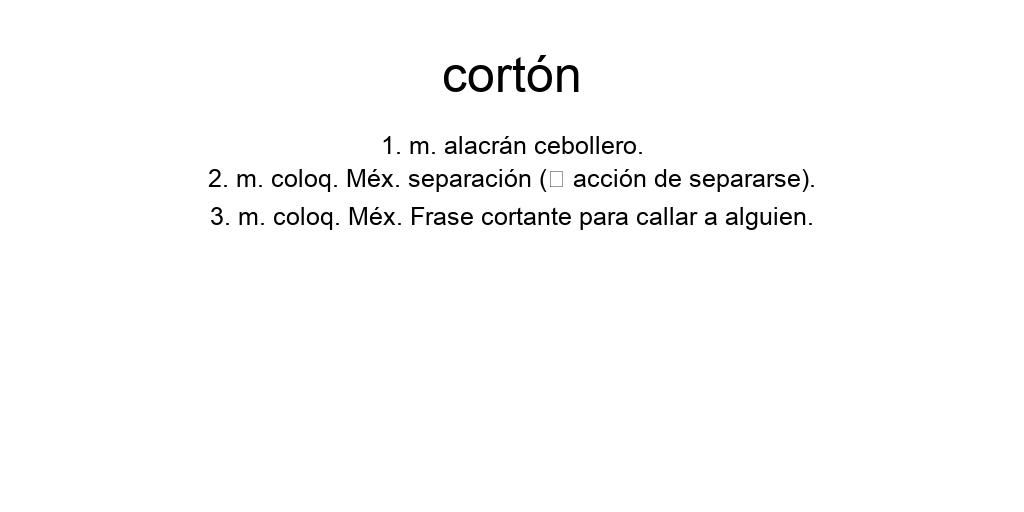 cortón
1. m. alacrán cebollero.
2. m. coloq. Méx. separación (□ acción de separarse).
3. m. coloq. Méx. Frase cortante para callar a alguien.